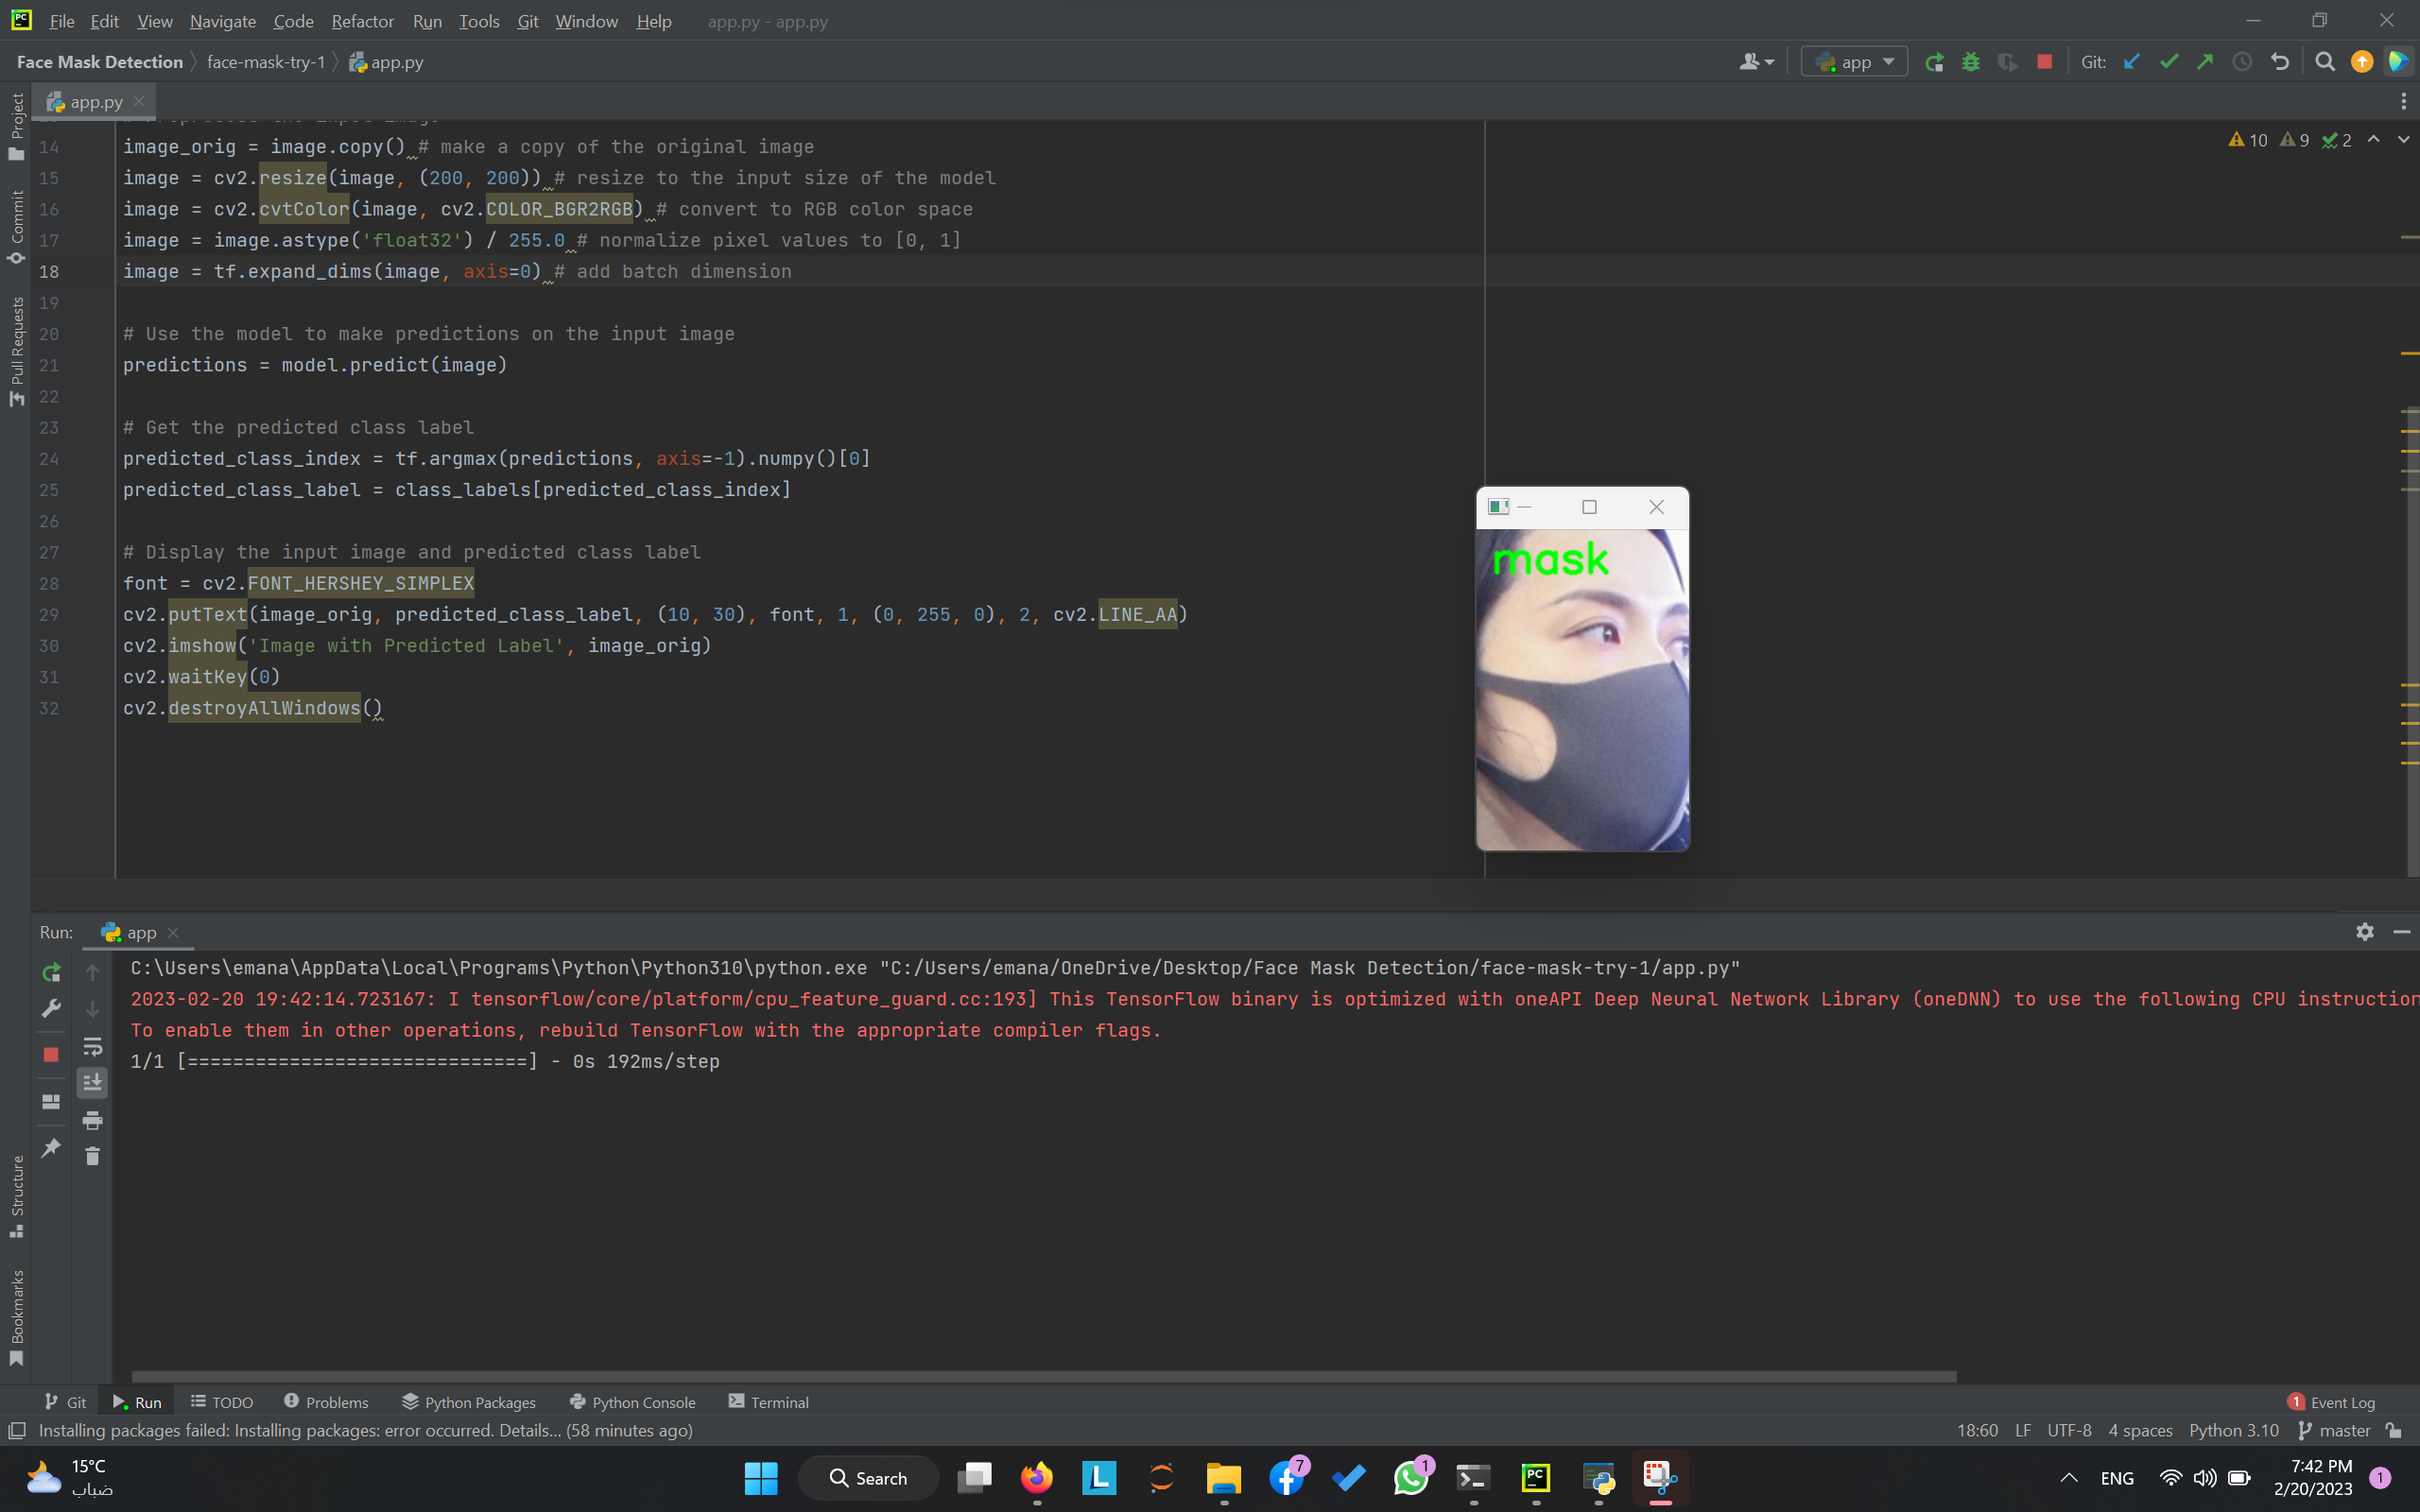 File Edit View Navigate Code Refactor Run Tools Git Window Help app.py - app.py
Face Mask Detection face-mask-try-1 app.py
app Git:
app.py
Project
Commit
Pull Requests
10 9 2
14 image_orig = image.copy() # make a copy of the original image
15 image = cv2.resize(image, (200, 200)) # resize to the input size of the model
16 image = cv2.cvtColor(image, cv2.COLOR_BGR2RGB) # convert to RGB color space
17 image = image.astype('float32') / 255.0 # normalize pixel values to [0, 1]
18 image = tf.expand_dims(image, axis=0) # add batch dimension
19
20 # Use the model to make predictions on the input image
21 predictions = model.predict(image)
22
23 # Get the predicted class label
24 predicted_class_index = tf.argmax(predictions, axis=-1).numpy()[0]
25 predicted_class_label = class_labels[predicted_class_index]
26
27 # Display the input image and predicted class label
28 font = cv2.FONT_HERSHEY_SIMPLEX
29 cv2.putText(image_orig, predicted_class_label, (10, 30), font, 1, (0, 255, 0), 2, cv2.LINE_AA)
30 cv2.imshow('Image with Predicted Label', image_orig)
31 cv2.waitKey(0)
32 cv2.destroyAllWindows()
mask
Run: app
C:\Users\emana\AppData\Local\Programs\Python\Python310\python.exe "C:/Users/emana/OneDrive/Desktop/Face Mask Detection/face-mask-try-1/app.py"
2023-02-20 19:42:14.723167: I tensorflow/core/platform/cpu_feature_guard.cc:193] This TensorFlow binary is optimized with oneAPI Deep Neural Network Library (oneDNN) to use the following CPU instruction
To enable them in other operations, rebuild TensorFlow with the appropriate compiler flags.
1/1 [==============================] - 0s 192ms/step
Structure
Bookmarks
Git Run TODO Problems Python Packages Python Console Terminal 1 Event Log
Installing packages failed: Installing packages: error occurred. Details... (58 minutes ago) 18:60 LF UTF-8 4 spaces Python 3.10 master
15°C
ضباب
Search 7 1 ENG
7:42 PM
2/20/2023
1